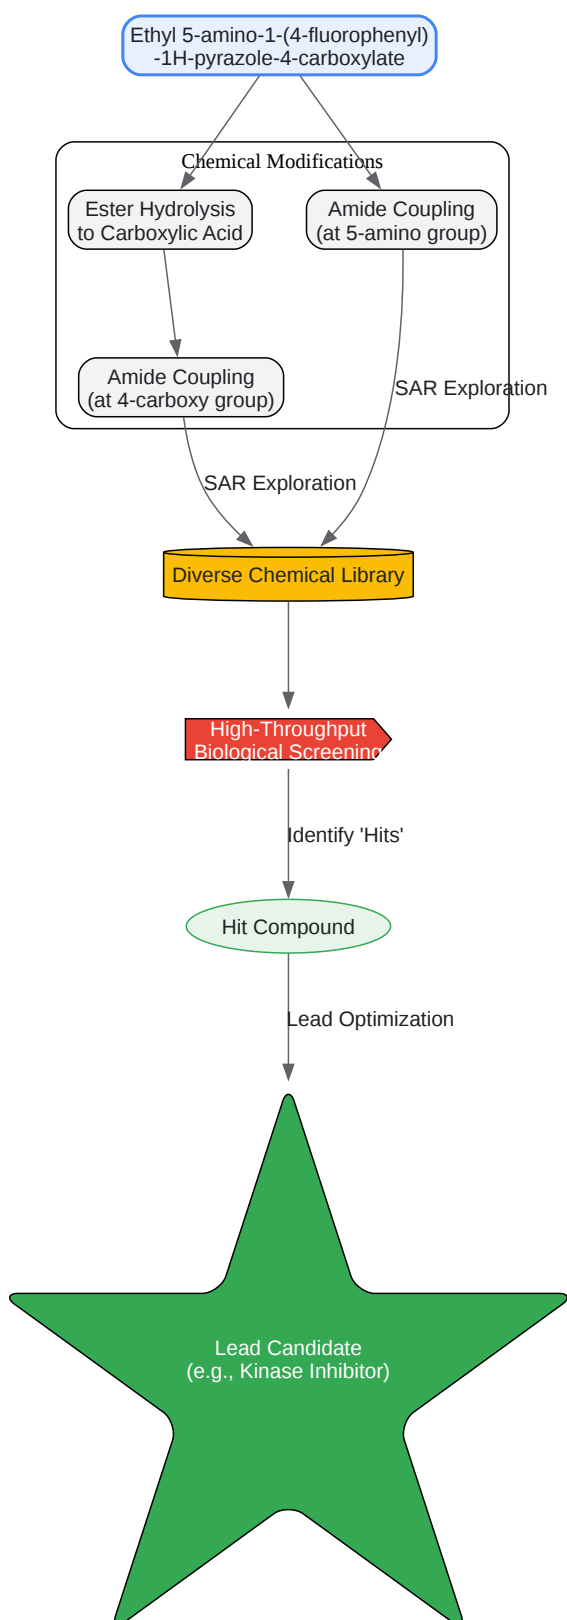 Ethyl 5-amino-1-(4-fluorophenyl)
-1H-pyrazole-4-carboxylate
Chemical Modifications
Ester Hydrolysis
to Carboxylic Acid
Amide Coupling
(at 5-amino group)
Amide Coupling
(at 4-carboxy group)
SAR Exploration
SAR Exploration
Diverse Chemical Library
High-Throughput
Biological Screening
Identify 'Hits'
Hit Compound
Lead Optimization
Lead Candidate
(e.g., Kinase Inhibitor)